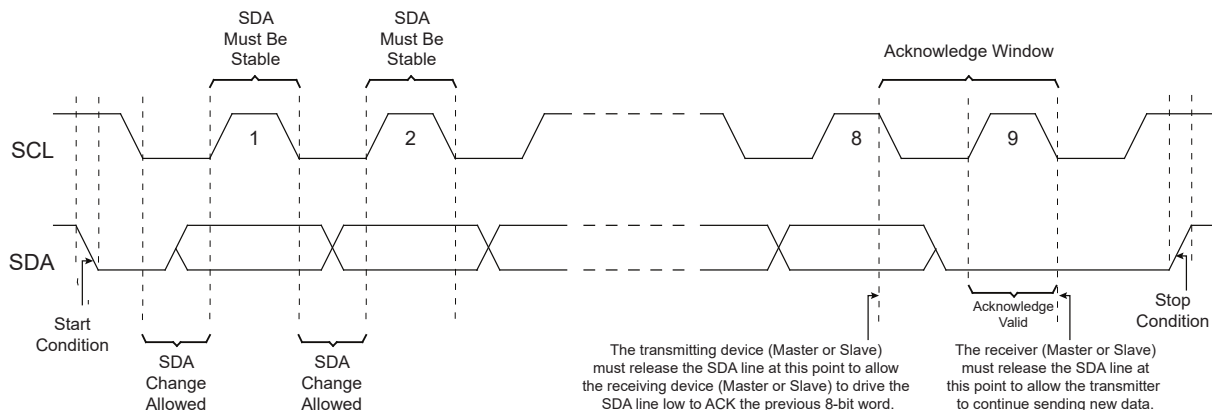 SDA
Must Be
Stable
SDA
Must Be
Stable
Acknowledge Window
SCL
1
2
8
9
SDA
Start
Condition
SDA
Change
Allowed
SDA
Change
Allowed
Acknowledge
Valid
Stop
Condition
The transmitting device (Master or Slave)
must release the SDA line at this point to allow
the receiving device (Master or Slave) to drive the
SDA line low to ACK the previous 8-bit word.
The receiver (Master or Slave)
must release the SDA line at
this point to allow the transmitter
to continue sending new data.